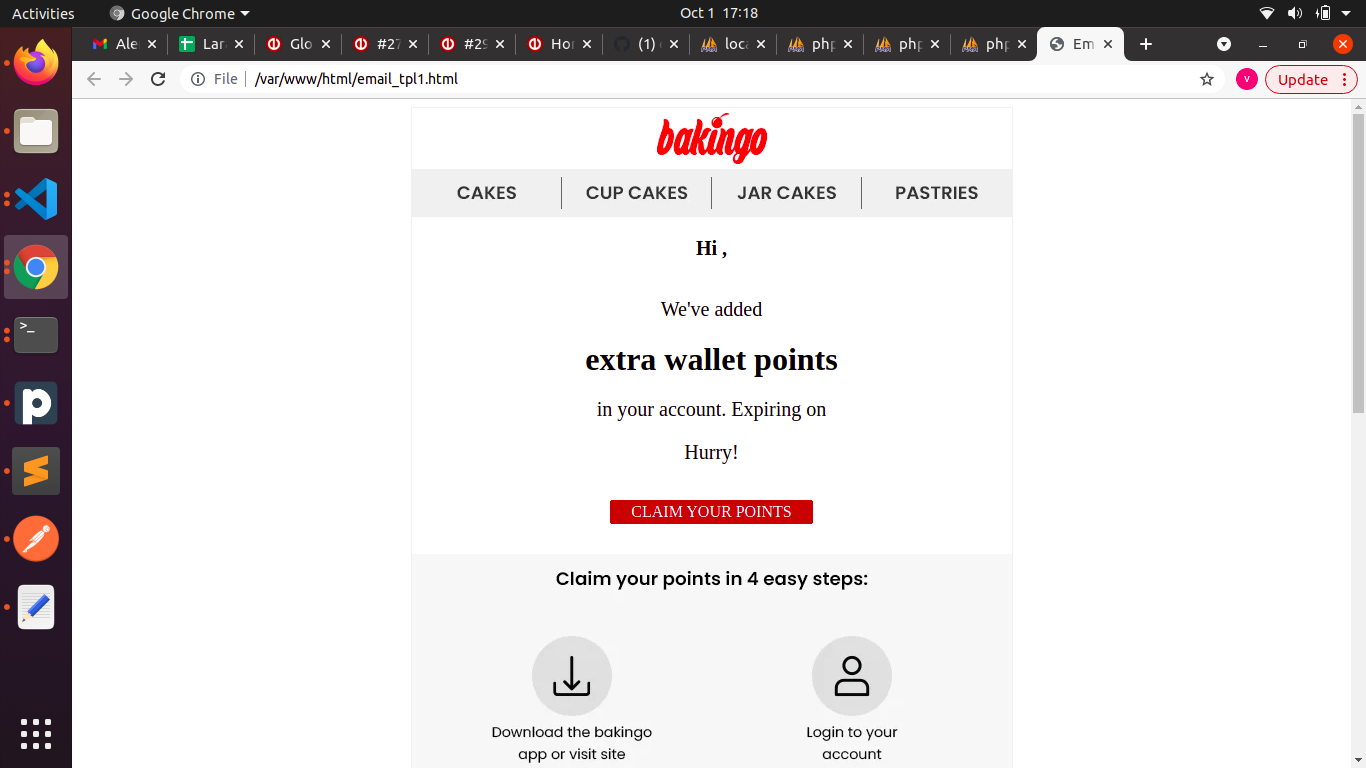 Activities
Google Chrome
Oct 1 17:18
Ale
Lar
Glo
#27
#29
Hor
(1)
loca
php
php
php
Em
File
/var/www/html/email_tpl1.html
V
Update
bakingo
CAKES
CUP CAKES
JAR CAKES
PASTRIES
Hi ,
We've added
extra wallet points
in your account. Expiring on
Hurry!
CLAIM YOUR POINTS
Claim your points in 4 easy steps:
Download the bakingo
app or visit site
Login to your
account